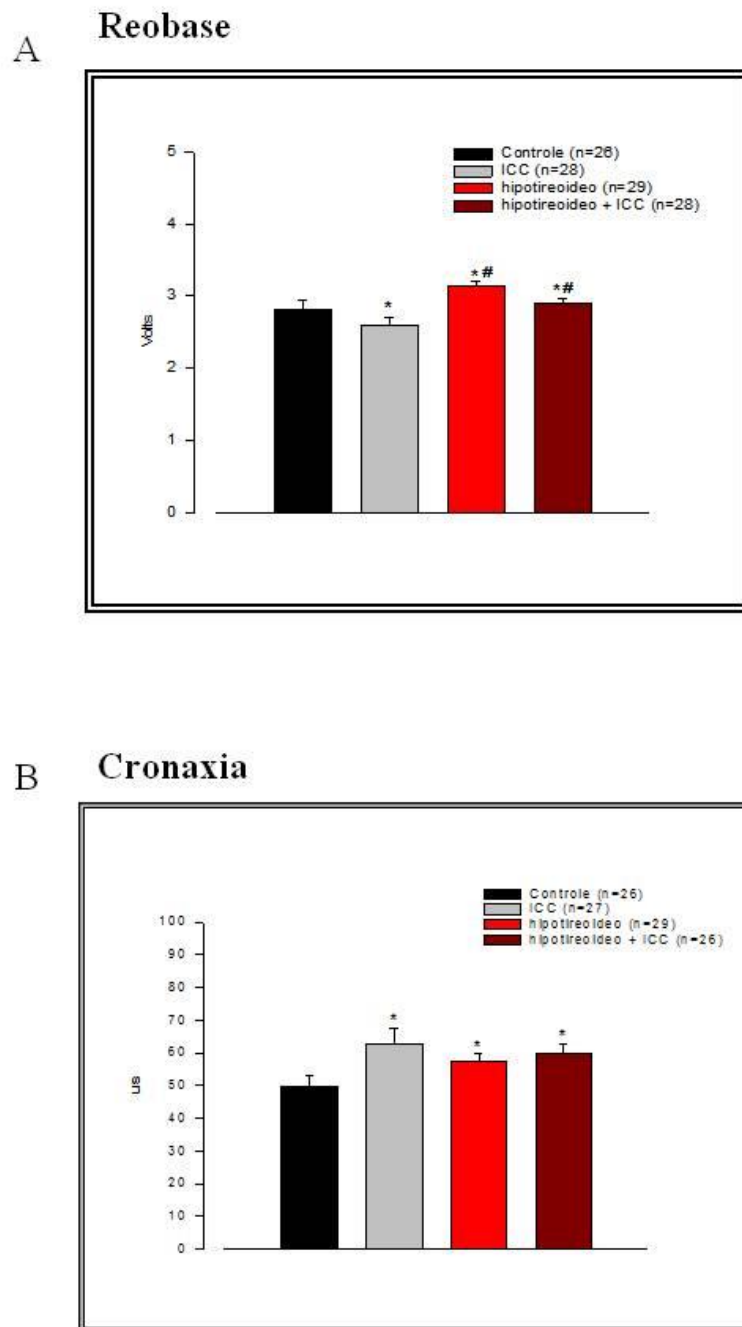 A
Reobase
5
4
3
2
1
0
Volts
Controle (n=26)
ICC (n=28)
hipotireoideo (n=29)
hipotireoideo + ICC (n=28)
*
*#
*#
B
Cronaxia
100
90
80
70
60
50
40
30
20
10
0
us
Controle (n=26)
ICC (n=27)
hipotireoideo (n=29)
hipotireoideo + ICC (n=26)
*
*
*